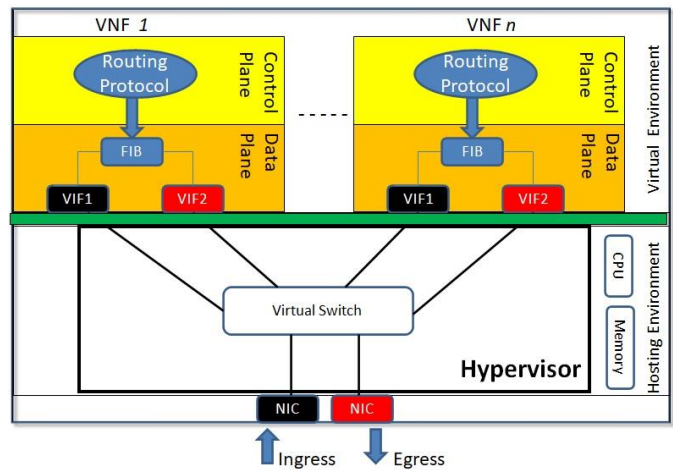 VNF 1
VNF n
Routing
Protocol
Control
Plane
Routing
Protocol
Control
Plane
FIB
Data
Plane
FIB
Data
Plane
VIF1
VIF2
VIF1
VIF2
Virtual Environment
Virtual Switch
CPU
Memory
Hosting Environment
Hypervisor
NIC
NIC
Ingress
Egress